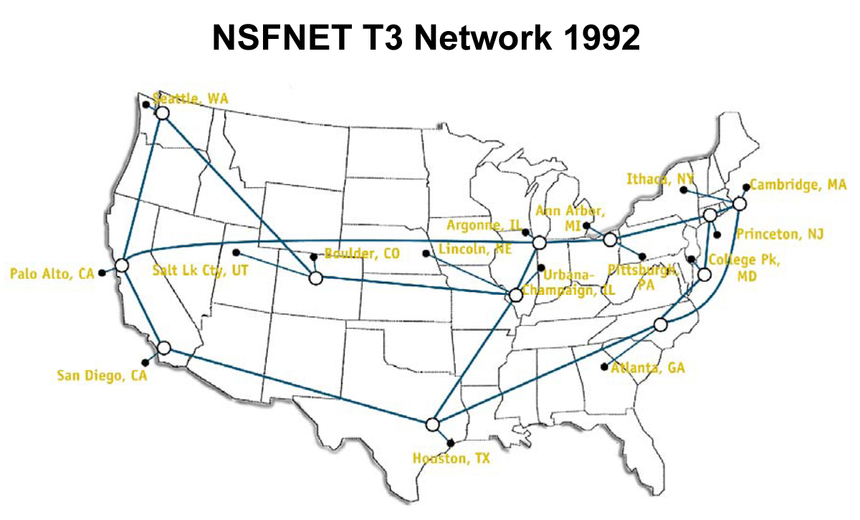 NSFNET T3 Network 1992
Seattle, WA
Ithaca, NY
Cambridge, MA
Ann Arbor,
MI
Argonne, IL
Princeton, NJ
Boulder, CO
Lincoln, NE
Palo Alto, CA
Salt Lk Cty, UT
Urbana-
Champaign, IL
Pittsburgh,
PA
College Pk,
MD
San Diego, CA
Atlanta, GA
Houston, TX